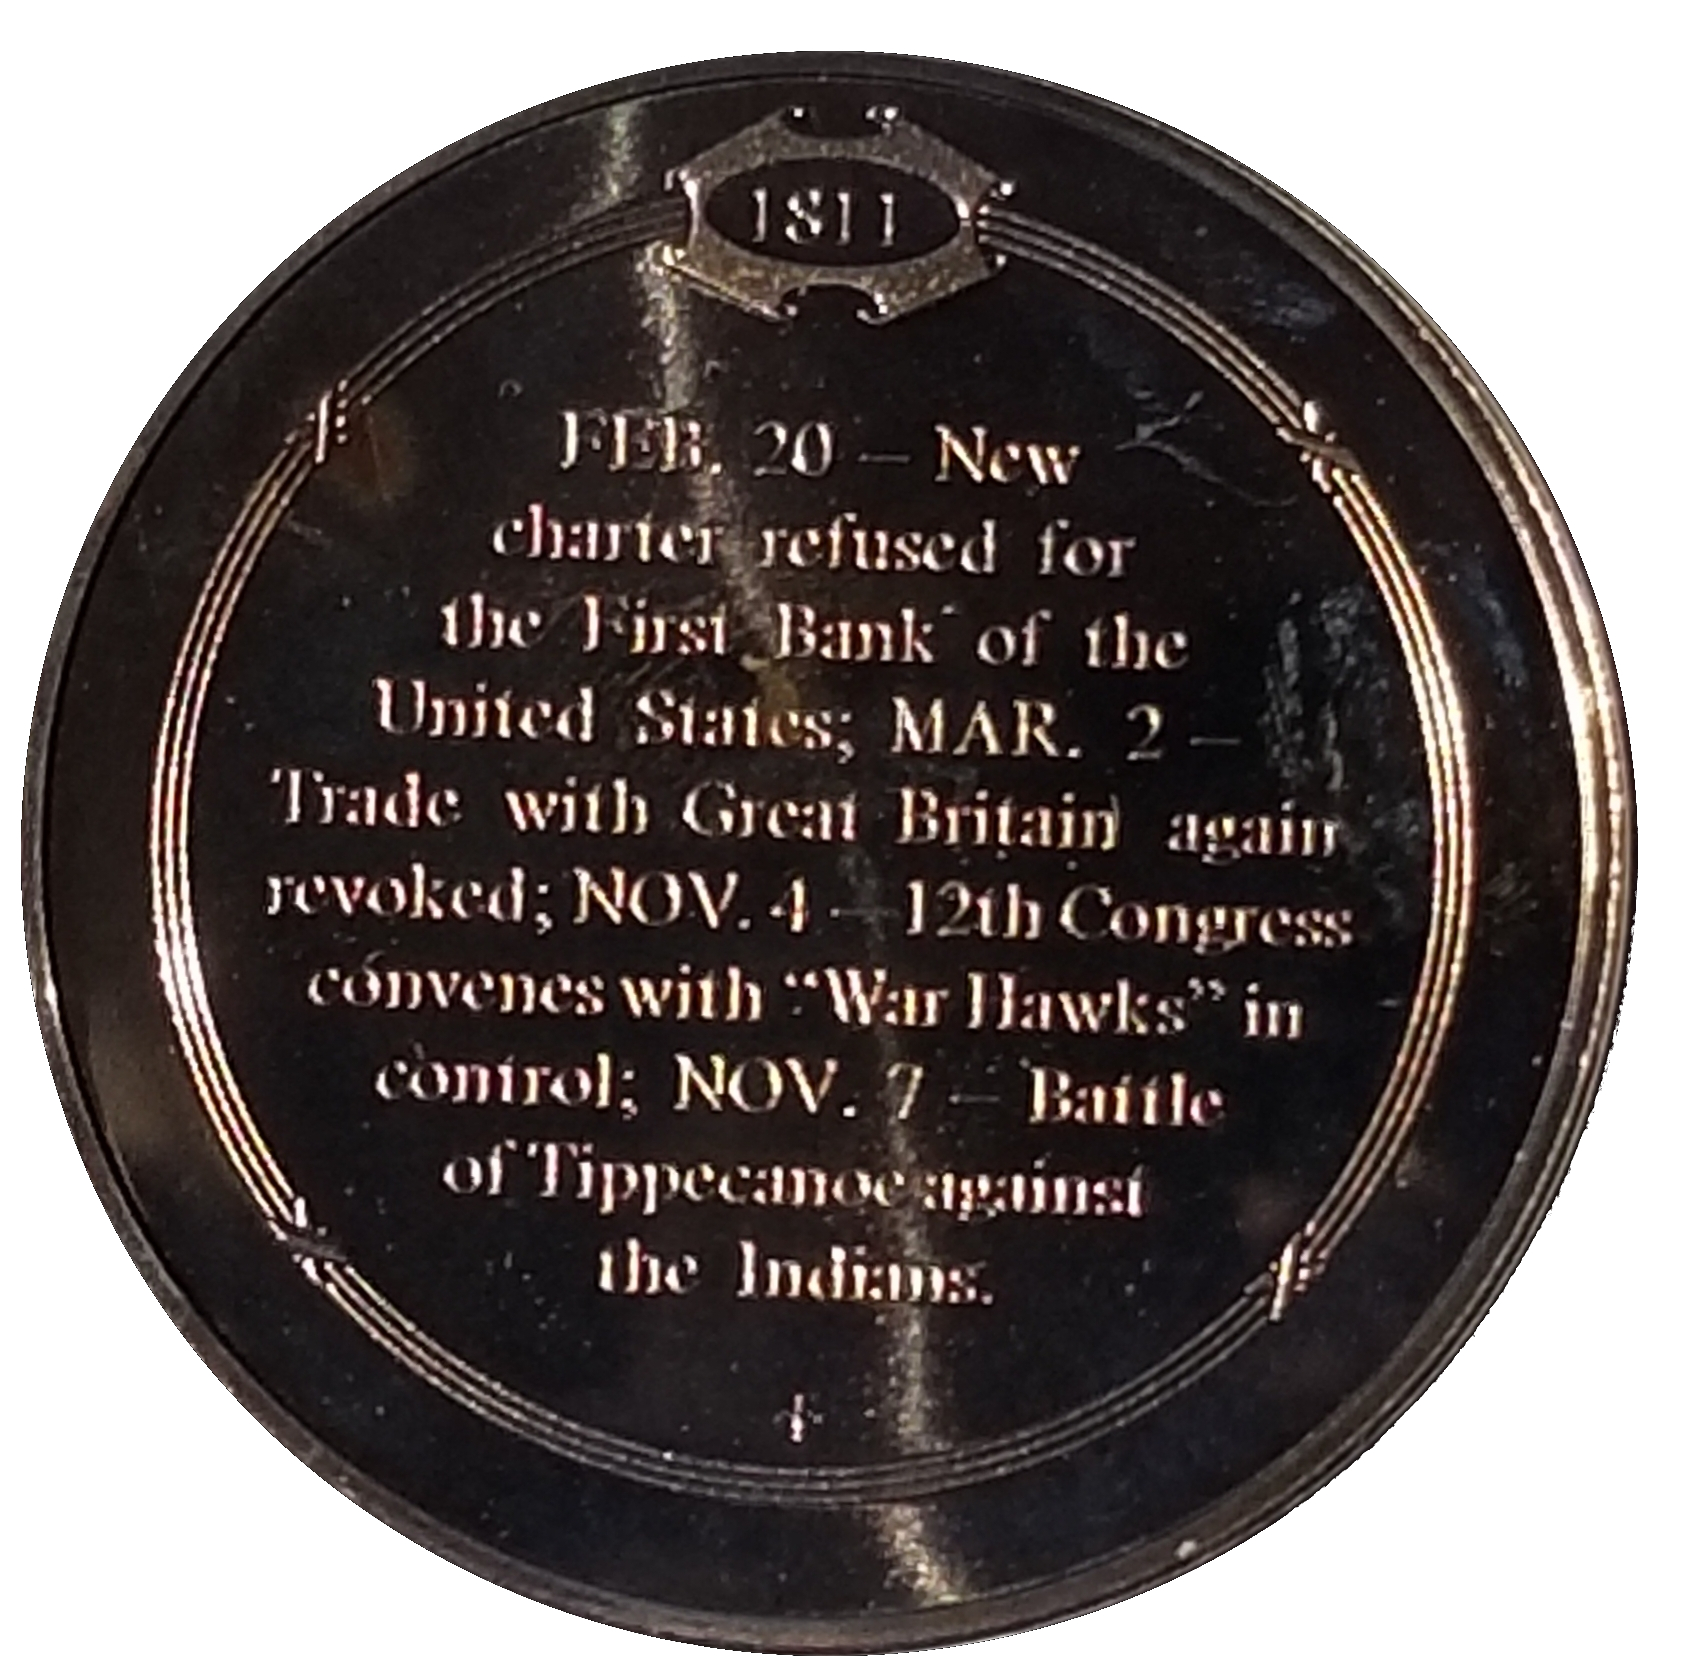 1811
FEB. 20 – New
charter refused for
the First Bank of the
United States; MAR. 2 –
Trade with Great Britain again
revoked; NOV. 4 – 12th Congress
convenes with “War Hawks” in
control; NOV. 7 – Battle
of Tippecanoe against
the Indians.